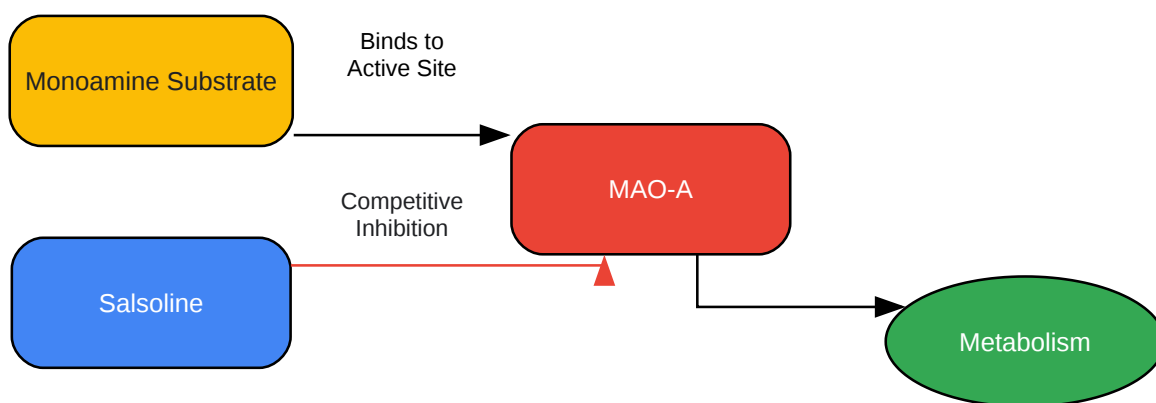 Monoamine Substrate
Binds to
Active Site
MAO-A
Competitive
Inhibition
Salsoline
Metabolism